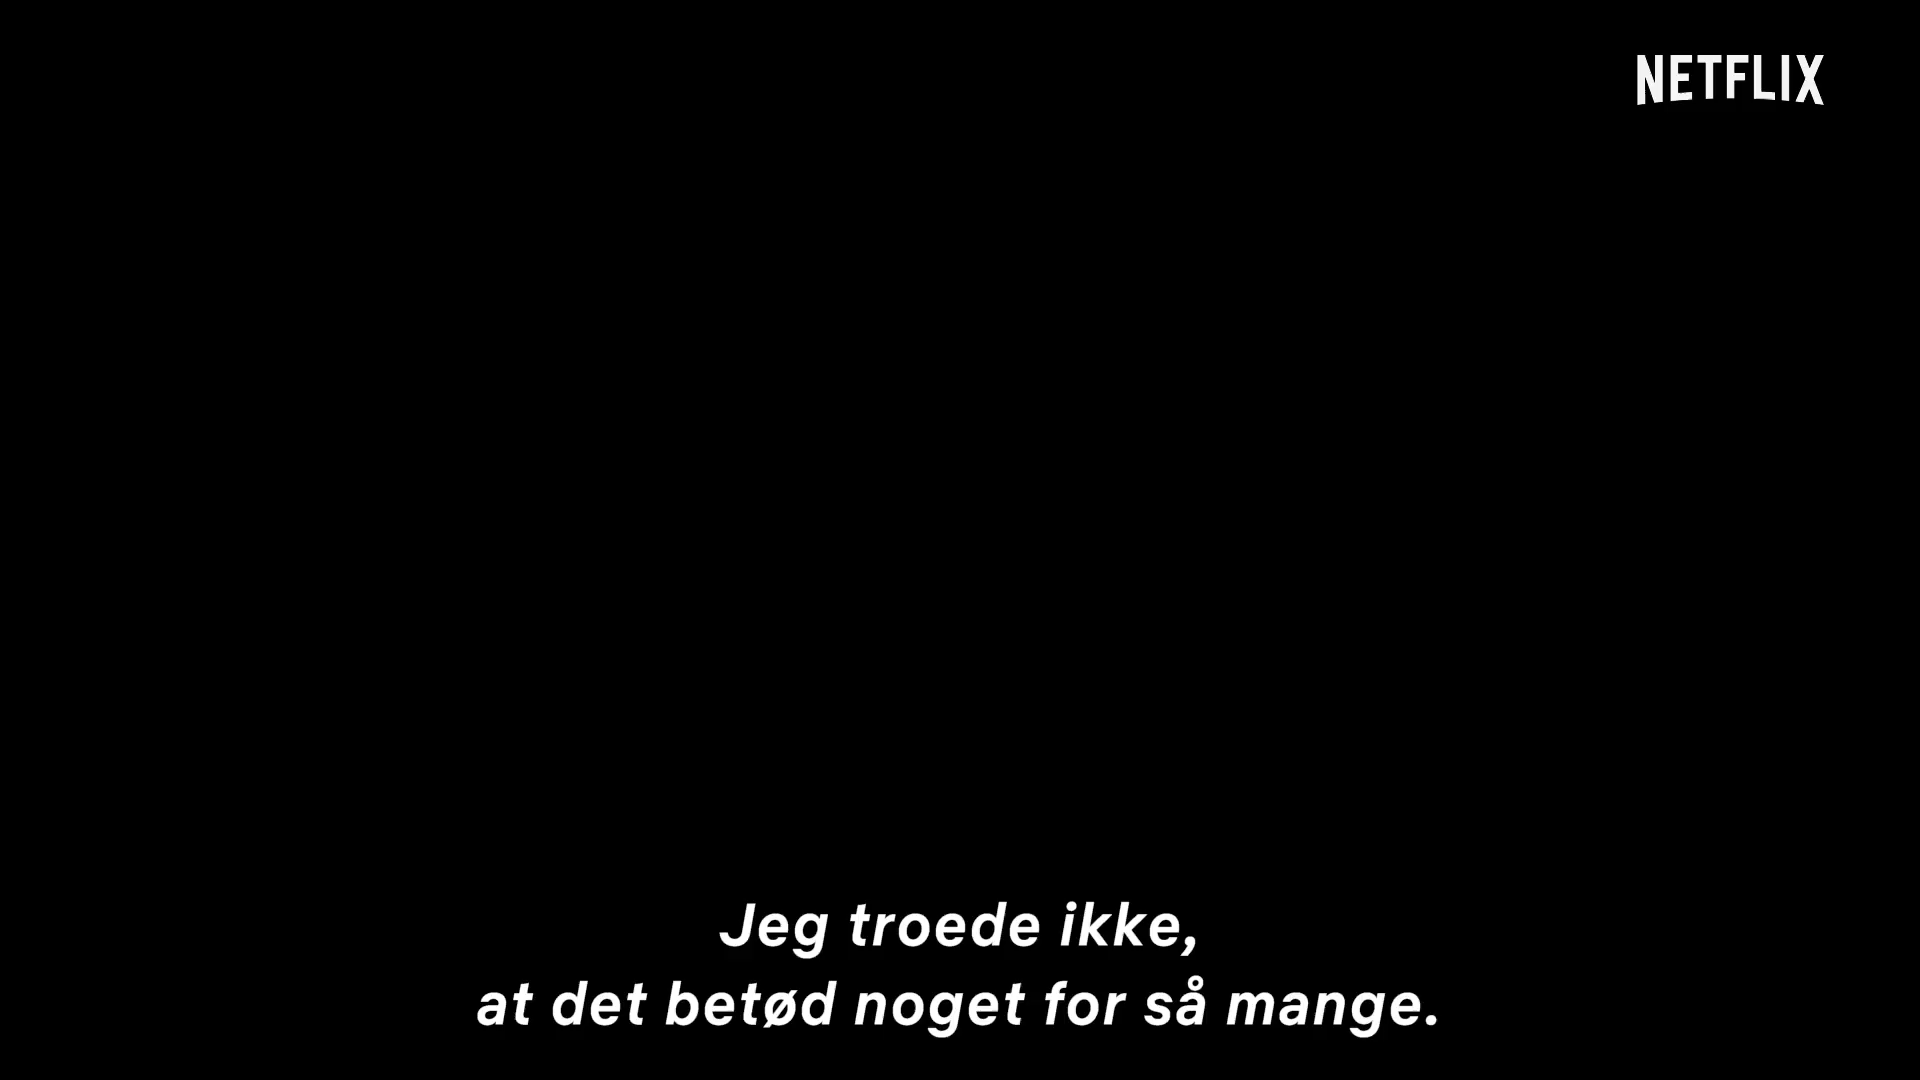 NETFLIX
Jeg troede ikke,
at det betød noget for så mange.